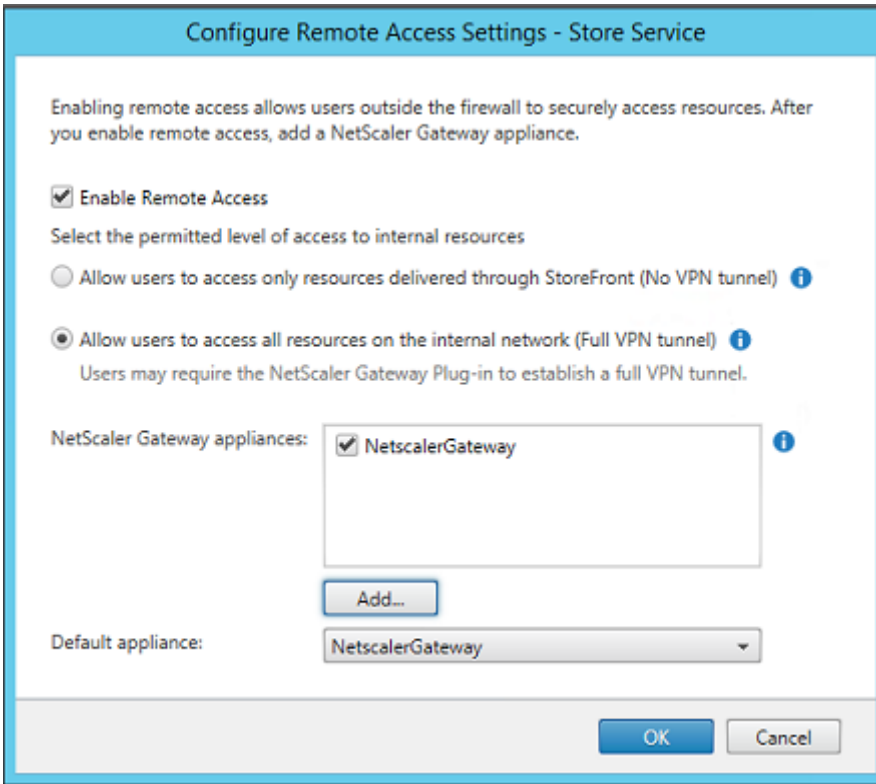 Configure Remote Access Settings - Store Service
Enabling remote access allows users outside the firewall to securely access resources. After
you enable remote access, add a NetScaler Gateway appliance.
Enable Remote Access
Select the permitted level of access to internal resources
Allow users to access only resources delivered through StoreFront (No VPN tunnel)
Allow users to access all resources on the internal network (Full VPN tunnel)
Users may require the NetScaler Gateway Plug-in to establish a full VPN tunnel.
NetScaler Gateway appliances:
NetscalerGateway
Add...
Default appliance:
NetscalerGateway
OK
Cancel